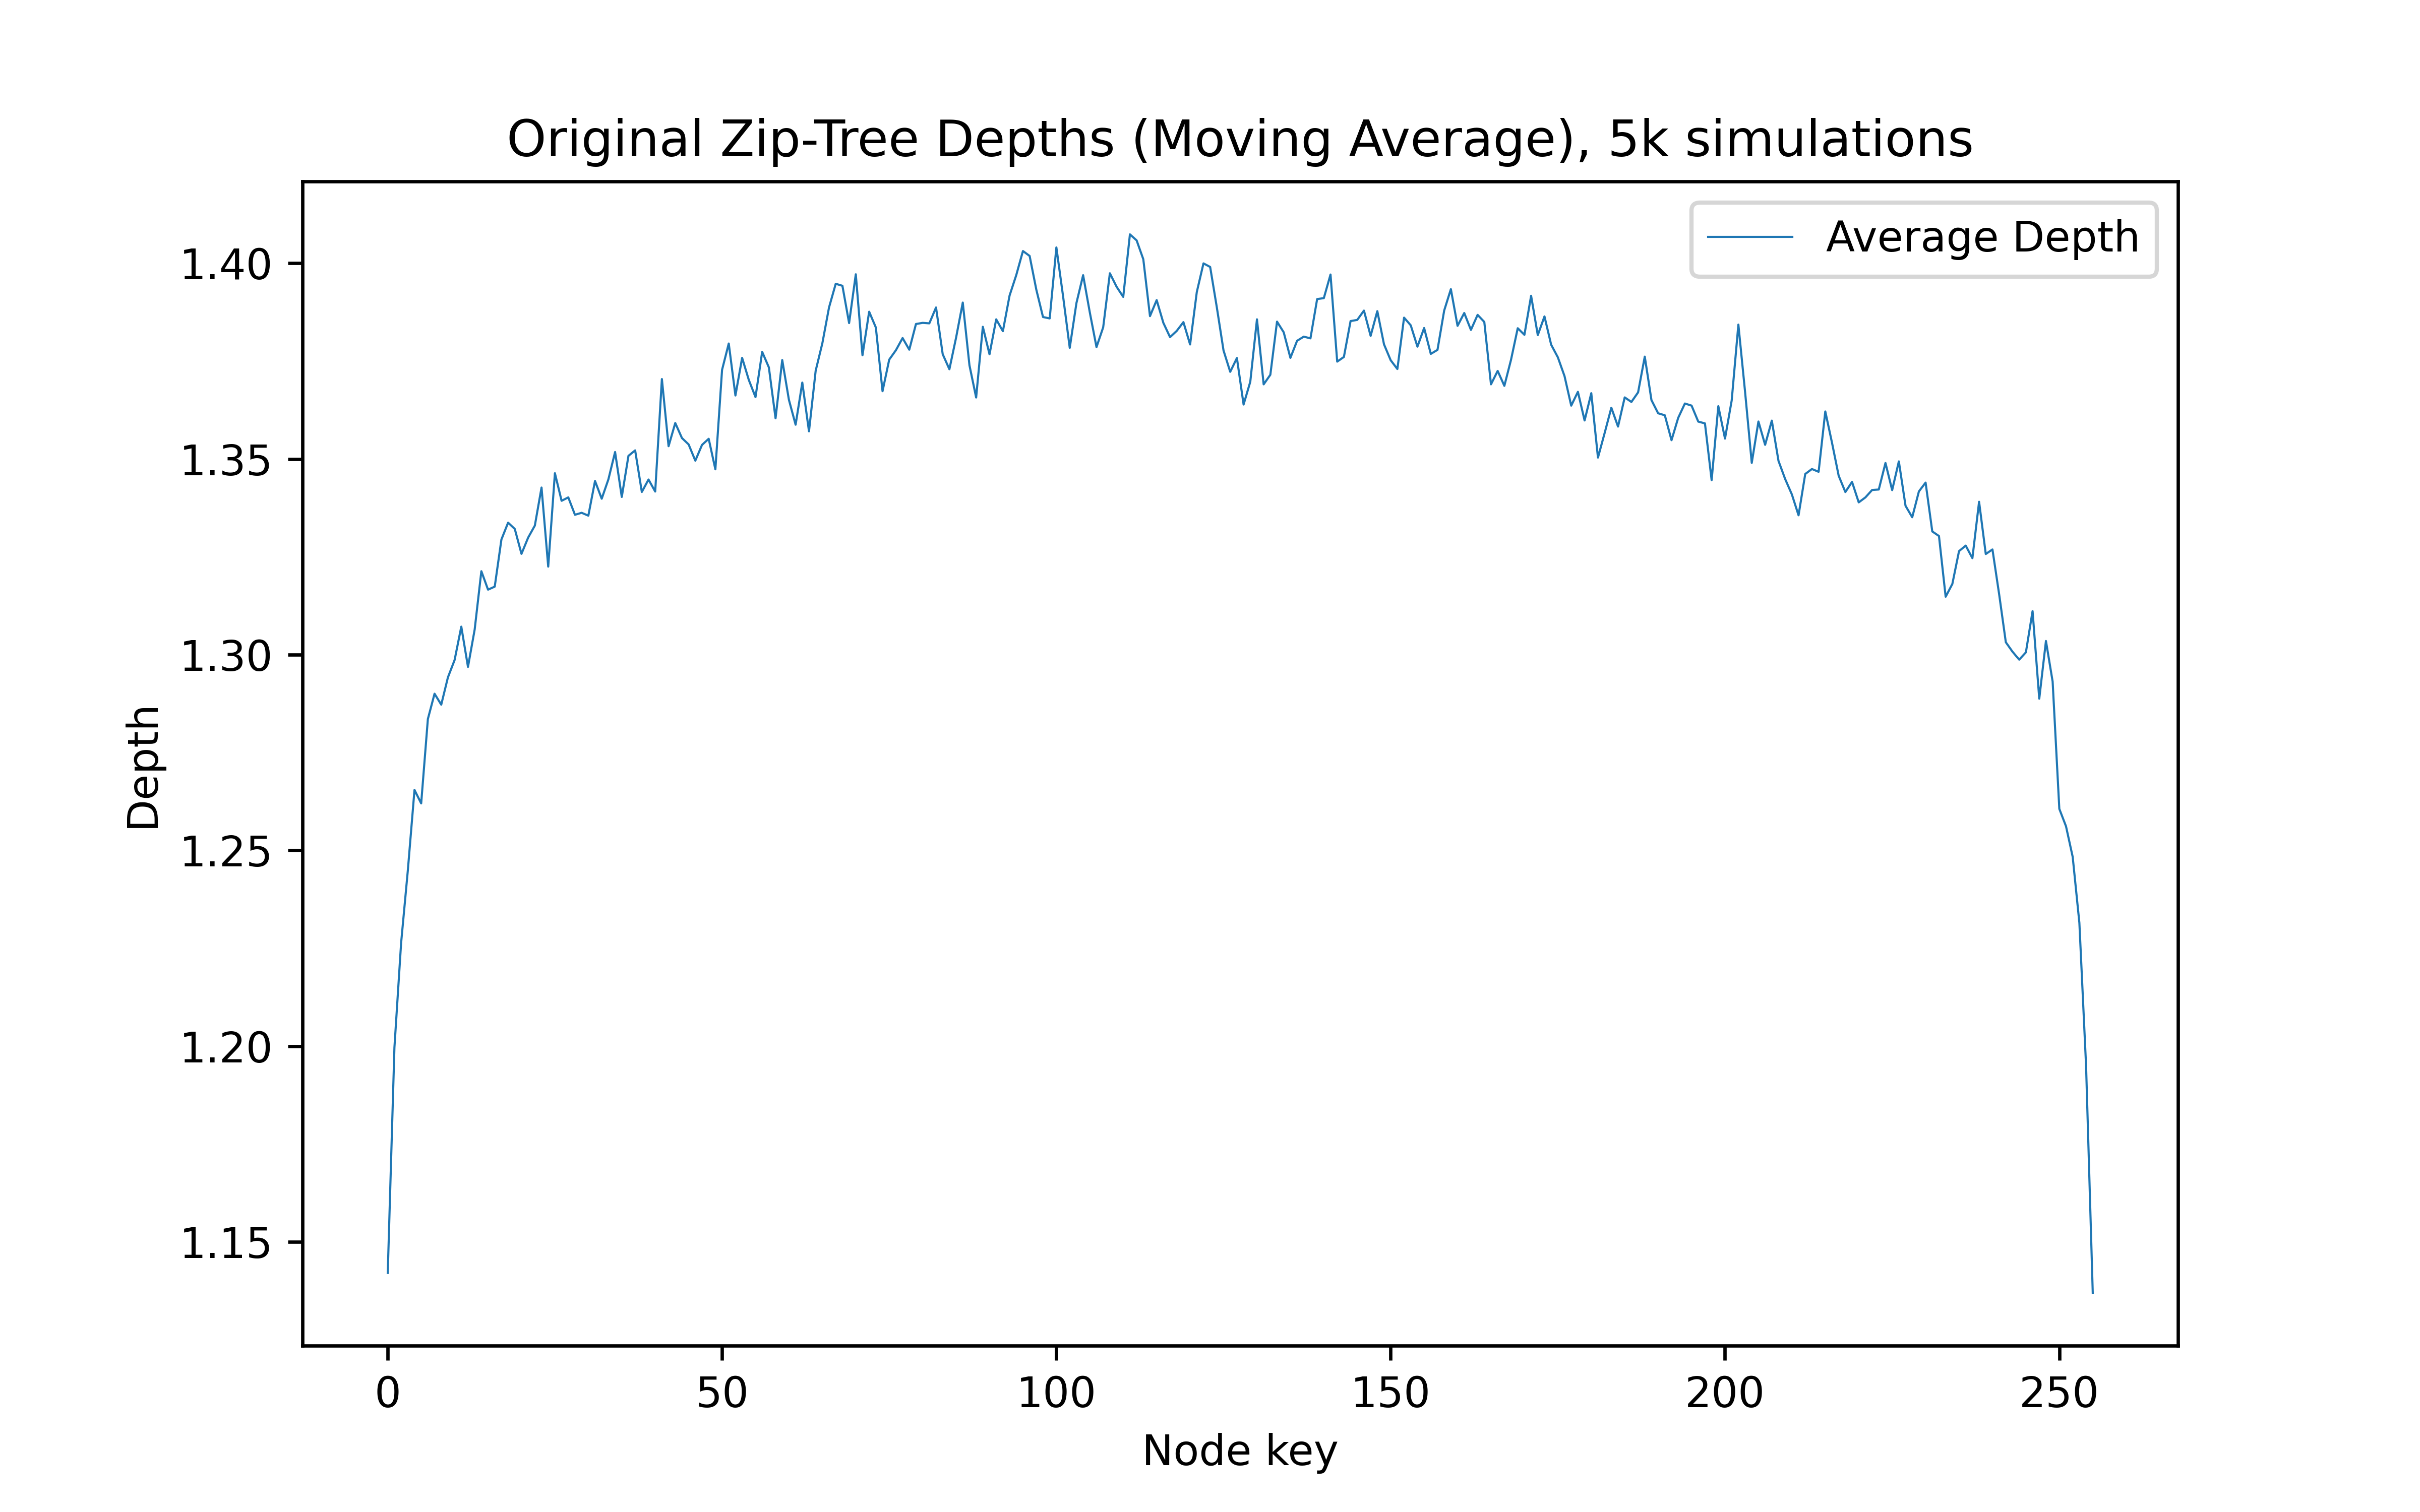 Original Zip-Tree Depths (Moving Average), 5k simulations
Average Depth
1.40
1.35
1.30
1.25
1.20
1.15
Depth
0 50 100 150 200 250
Node key